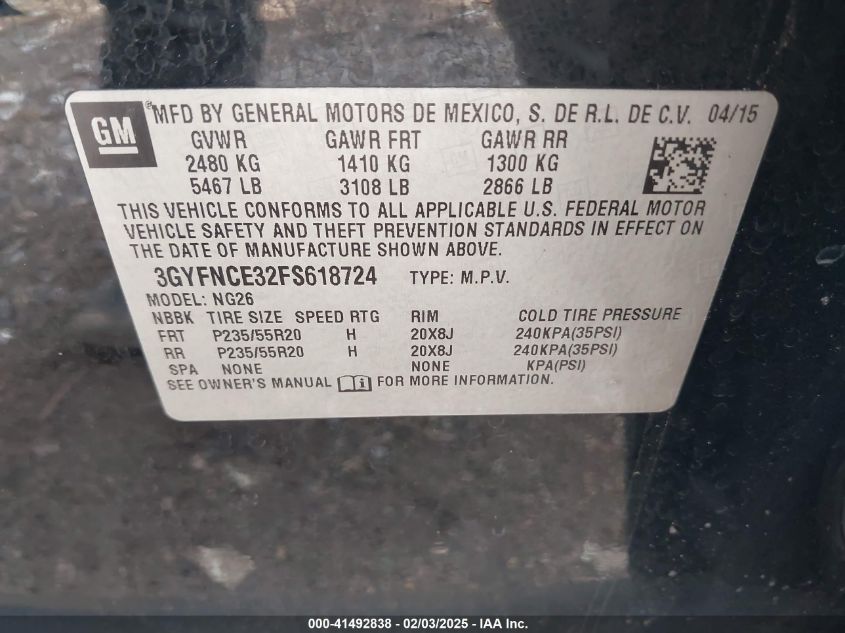 GM
MFD BY GENERAL MOTORS DE MEXICO, S. DE R.L. DE C.V. 04/15
GVWR GAWR FRT GAWR RR
2480 KG 1410 KG 1300 KG
5467 LB 3108 LB 2866 LB
THIS VEHICLE CONFORMS TO ALL APPLICABLE U.S. FEDERAL MOTOR
VEHICLE SAFETY AND THEFT PREVENTION STANDARDS IN EFFECT ON
THE DATE OF MANUFACTURE SHOWN ABOVE.
3GYFNCE32FS618724 TYPE: M.P.V.
MODEL: NG26
NBBK TIRE SIZE SPEED RTG RIM COLD TIRE PRESSURE
FRT P235/55R20 H 20X8J 240KPA(35PSI)
RR P235/55R20 H 20X8J 240KPA(35PSI)
SPA NONE NONE KPA(PSI)
SEE OWNER'S MANUAL FOR MORE INFORMATION.
000-41492838 - 02/03/2025 - IAA Inc.